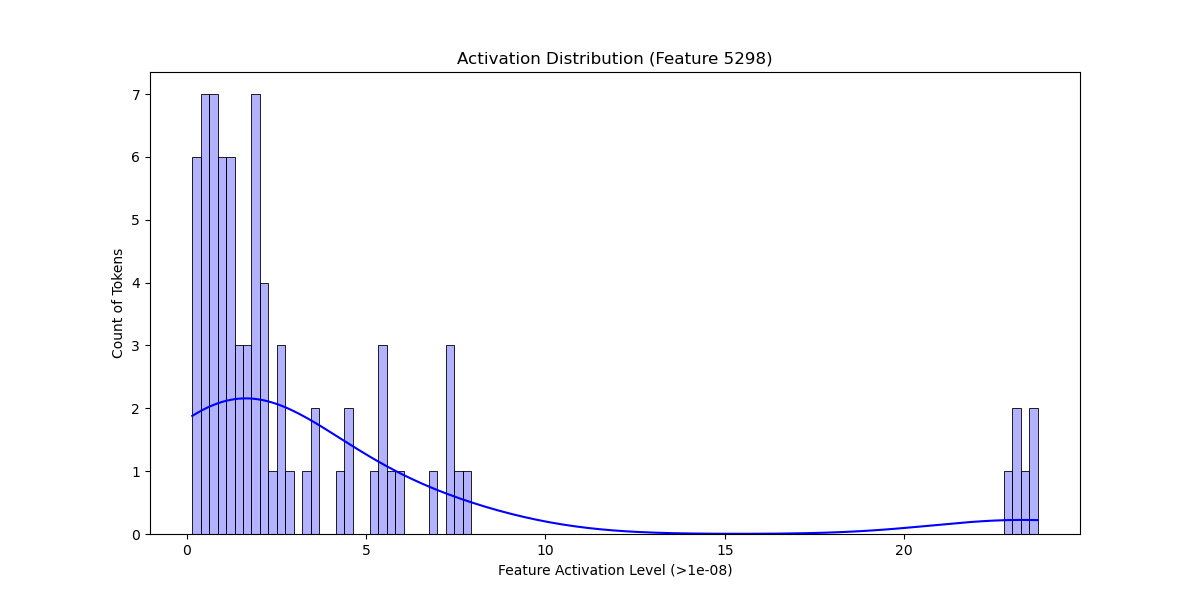 Activation Distribution (Feature 5298)
7
6
5
4
3
2
1
0
Count of Tokens
0 5 10 15 20
Feature Activation Level (>1e-08)